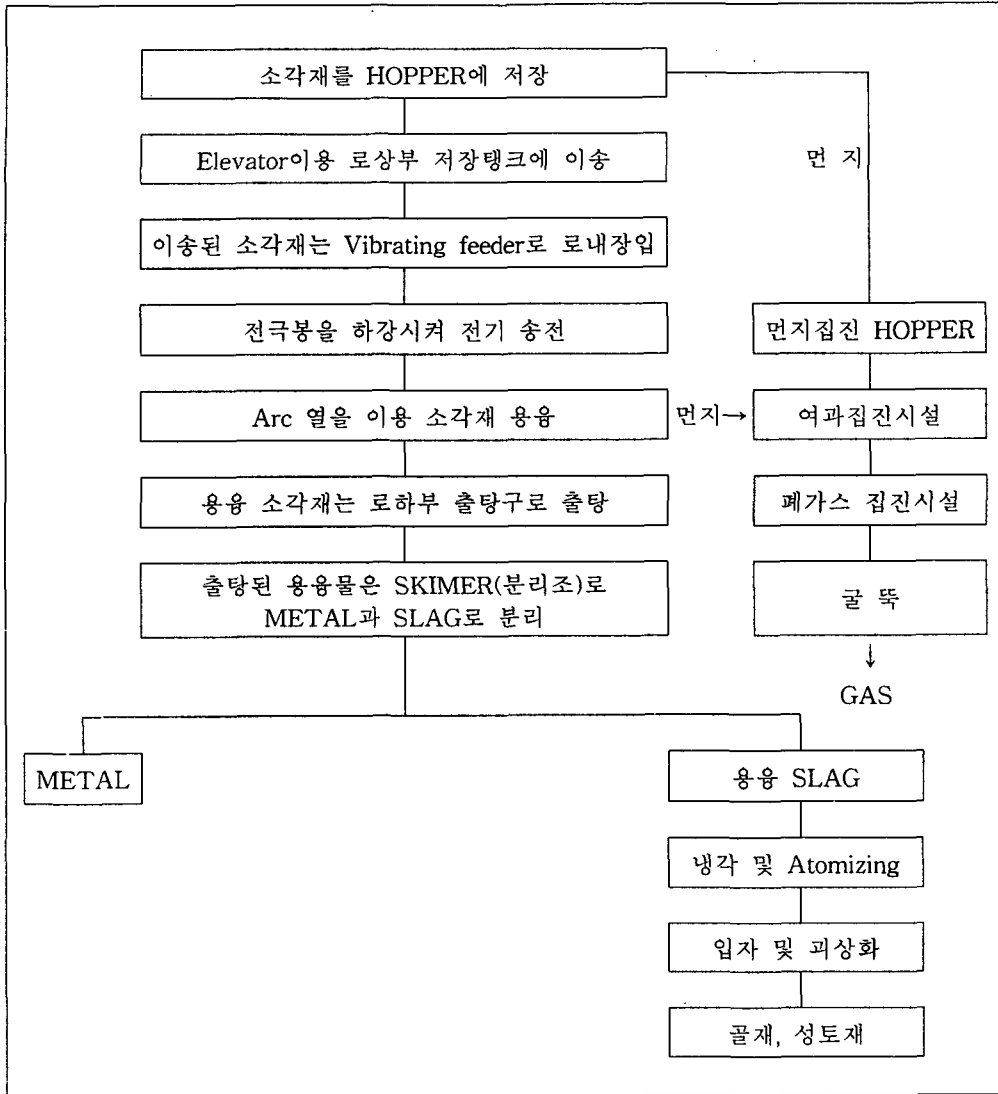 소각재를 HOPPER에 저장
Elevator이용 로상부 저장탱크에 이송
먼 지
이송된 소각재는 Vibrating feeder로 로내장입
전극봉을 하강시켜 전기 송전
먼지집진 HOPPER
Arc 열을 이용 소각재 용융
먼지→
여과집진시설
용융 소각재는 로하부 출탕구로 출탕
폐가스 집진시설
출탕된 용융물은 SKIMER(분리조)로
METAL과 SLAG로 분리
굴 뚝
↓
GAS
METAL
용융 SLAG
냉각 및 Atomizing
입자 및 괴상화
골재, 성토재